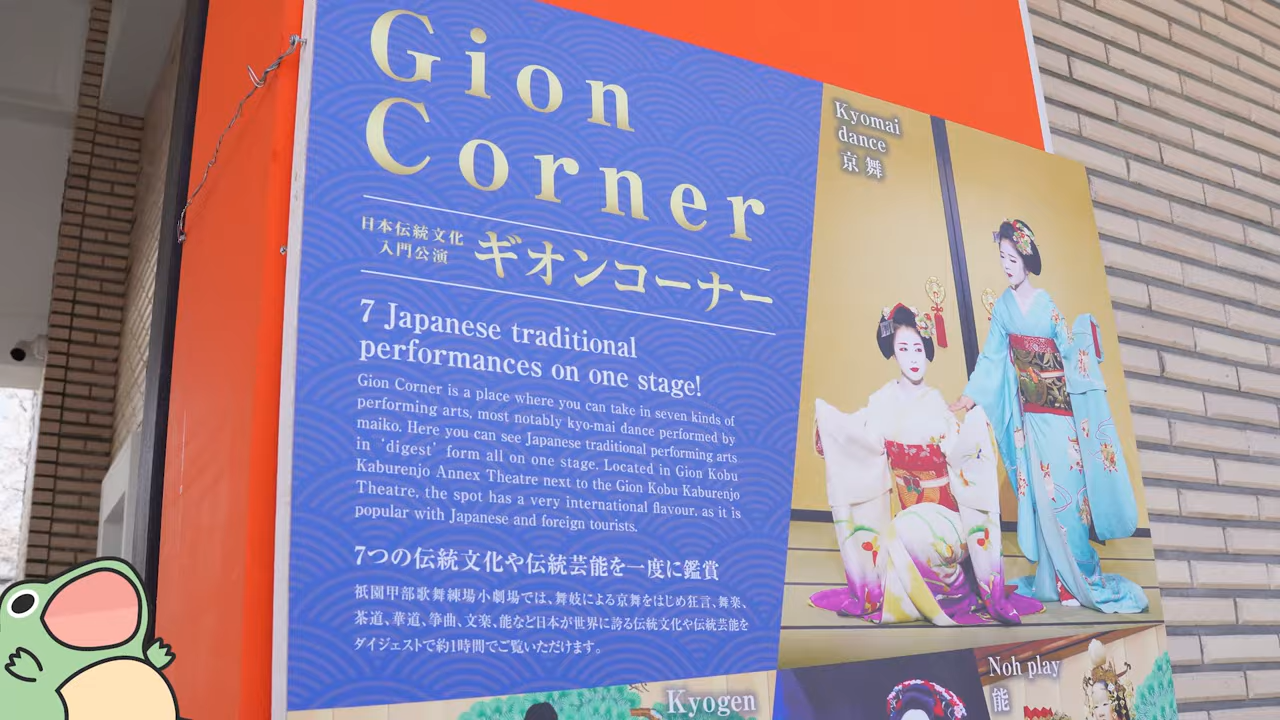 Gion
Corner
日本伝統文化
入門公演
ギオンコーナー
7 Japanese traditional
performances on one stage!
Gion Corner is a place where you can take in seven kinds of
performing arts, most notably kyo-mai dance performed by
maiko. Here you can see Japanese traditional performing arts
in ‘digest’ form all on one stage. Located in Gion Kobu
Kaburenjo Annex Theatre next to the Gion Kobu Kaburenjo
Theatre, the spot has a very international flavour, as it is
popular with Japanese and foreign tourists.
7つの伝統文化や伝統芸能を一度に鑑賞
祇園甲部歌舞練場小劇場では、舞妓による京舞をはじめ狂言、舞楽、
茶道、華道、箏曲、文楽、能など日本が世界に誇る伝統文化や伝統芸能を
ダイジェストで約1時間でご覧いただけます。
Kyomai
dance
京舞
Kyogen
Noh play
能